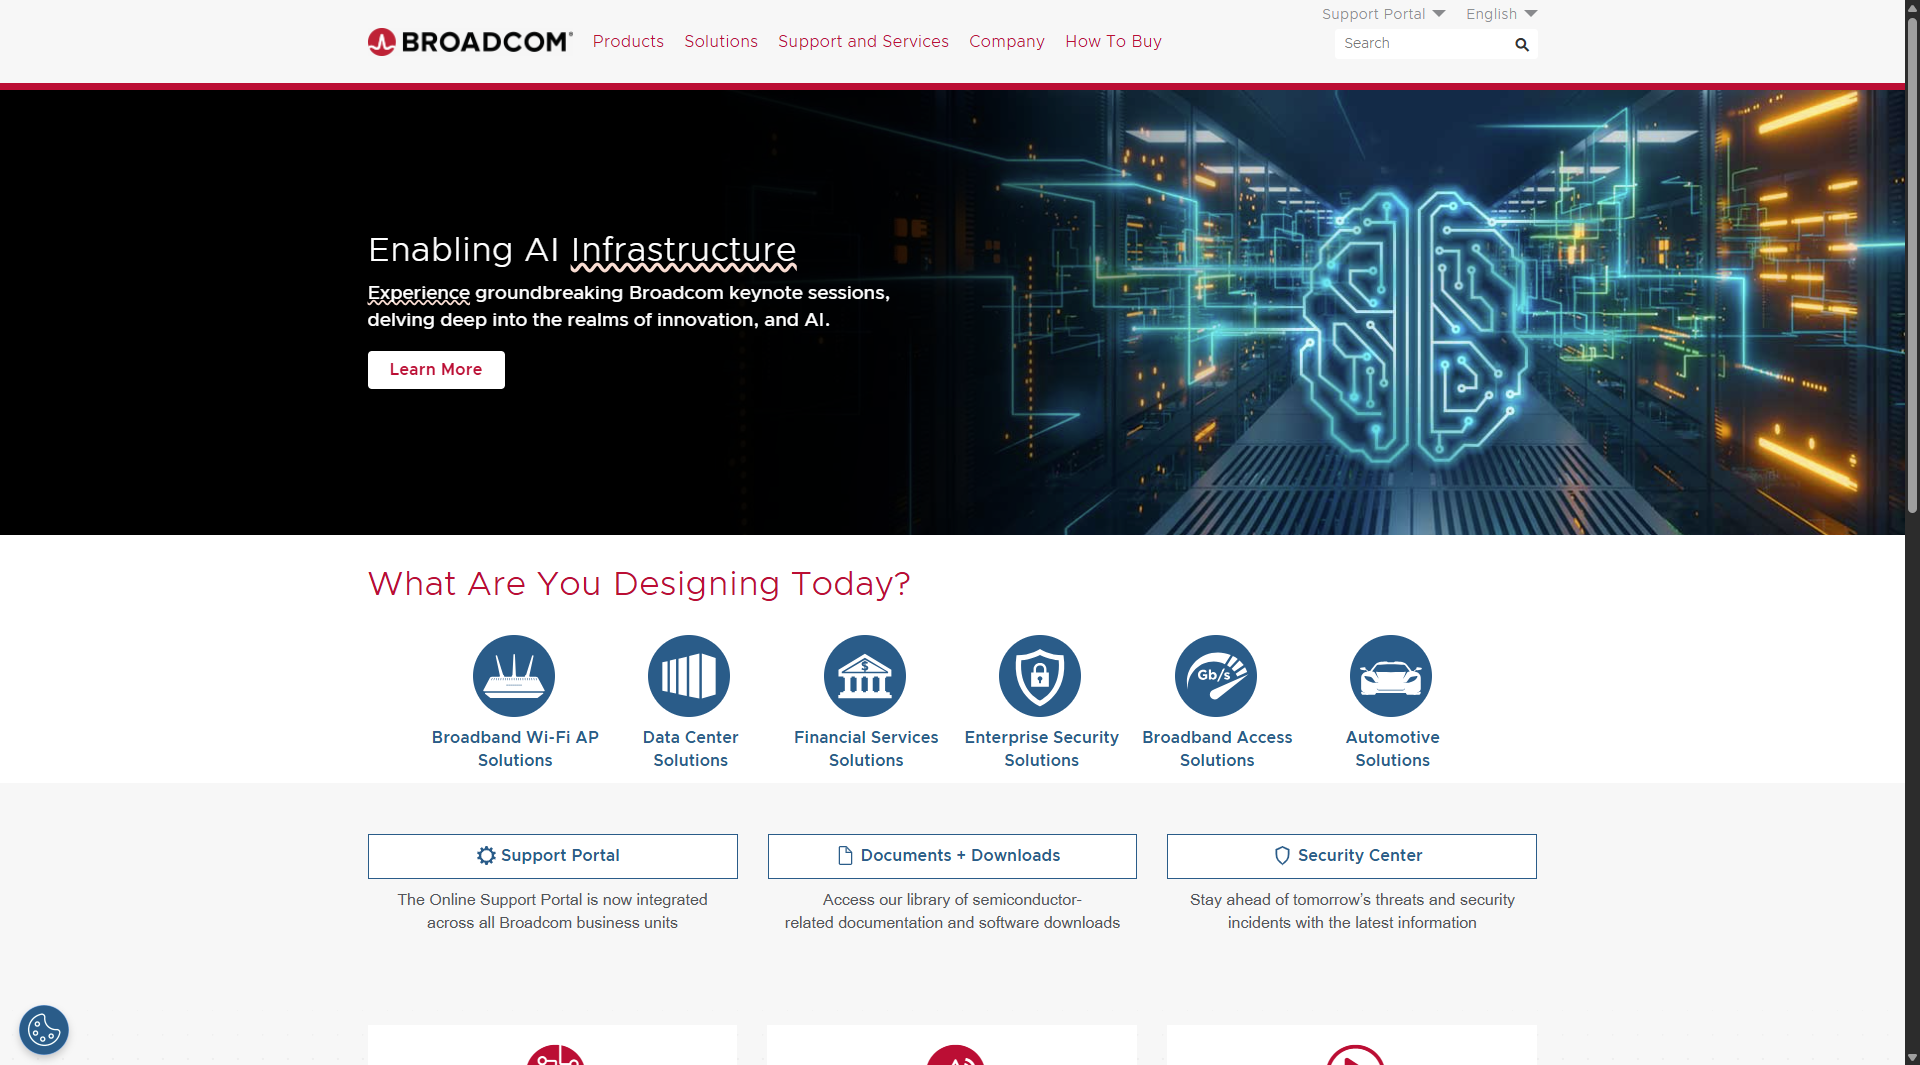 Support Portal English
BROADCOM® Products Solutions Support and Services Company How To Buy
Search
Enabling AI Infrastructure
Experience groundbreaking Broadcom keynote sessions,
delving deep into the realms of innovation, and AI.
Learn More
What Are You Designing Today?
$
Gb/s
Broadband Wi-Fi AP
Solutions
Data Center
Solutions
Financial Services
Solutions
Enterprise Security
Solutions
Broadband Access
Solutions
Automotive
Solutions
Support Portal
The Online Support Portal is now integrated
across all Broadcom business units
Documents + Downloads
Access our library of semiconductor-
related documentation and software downloads
Security Center
Stay ahead of tomorrow’s threats and security
incidents with the latest information